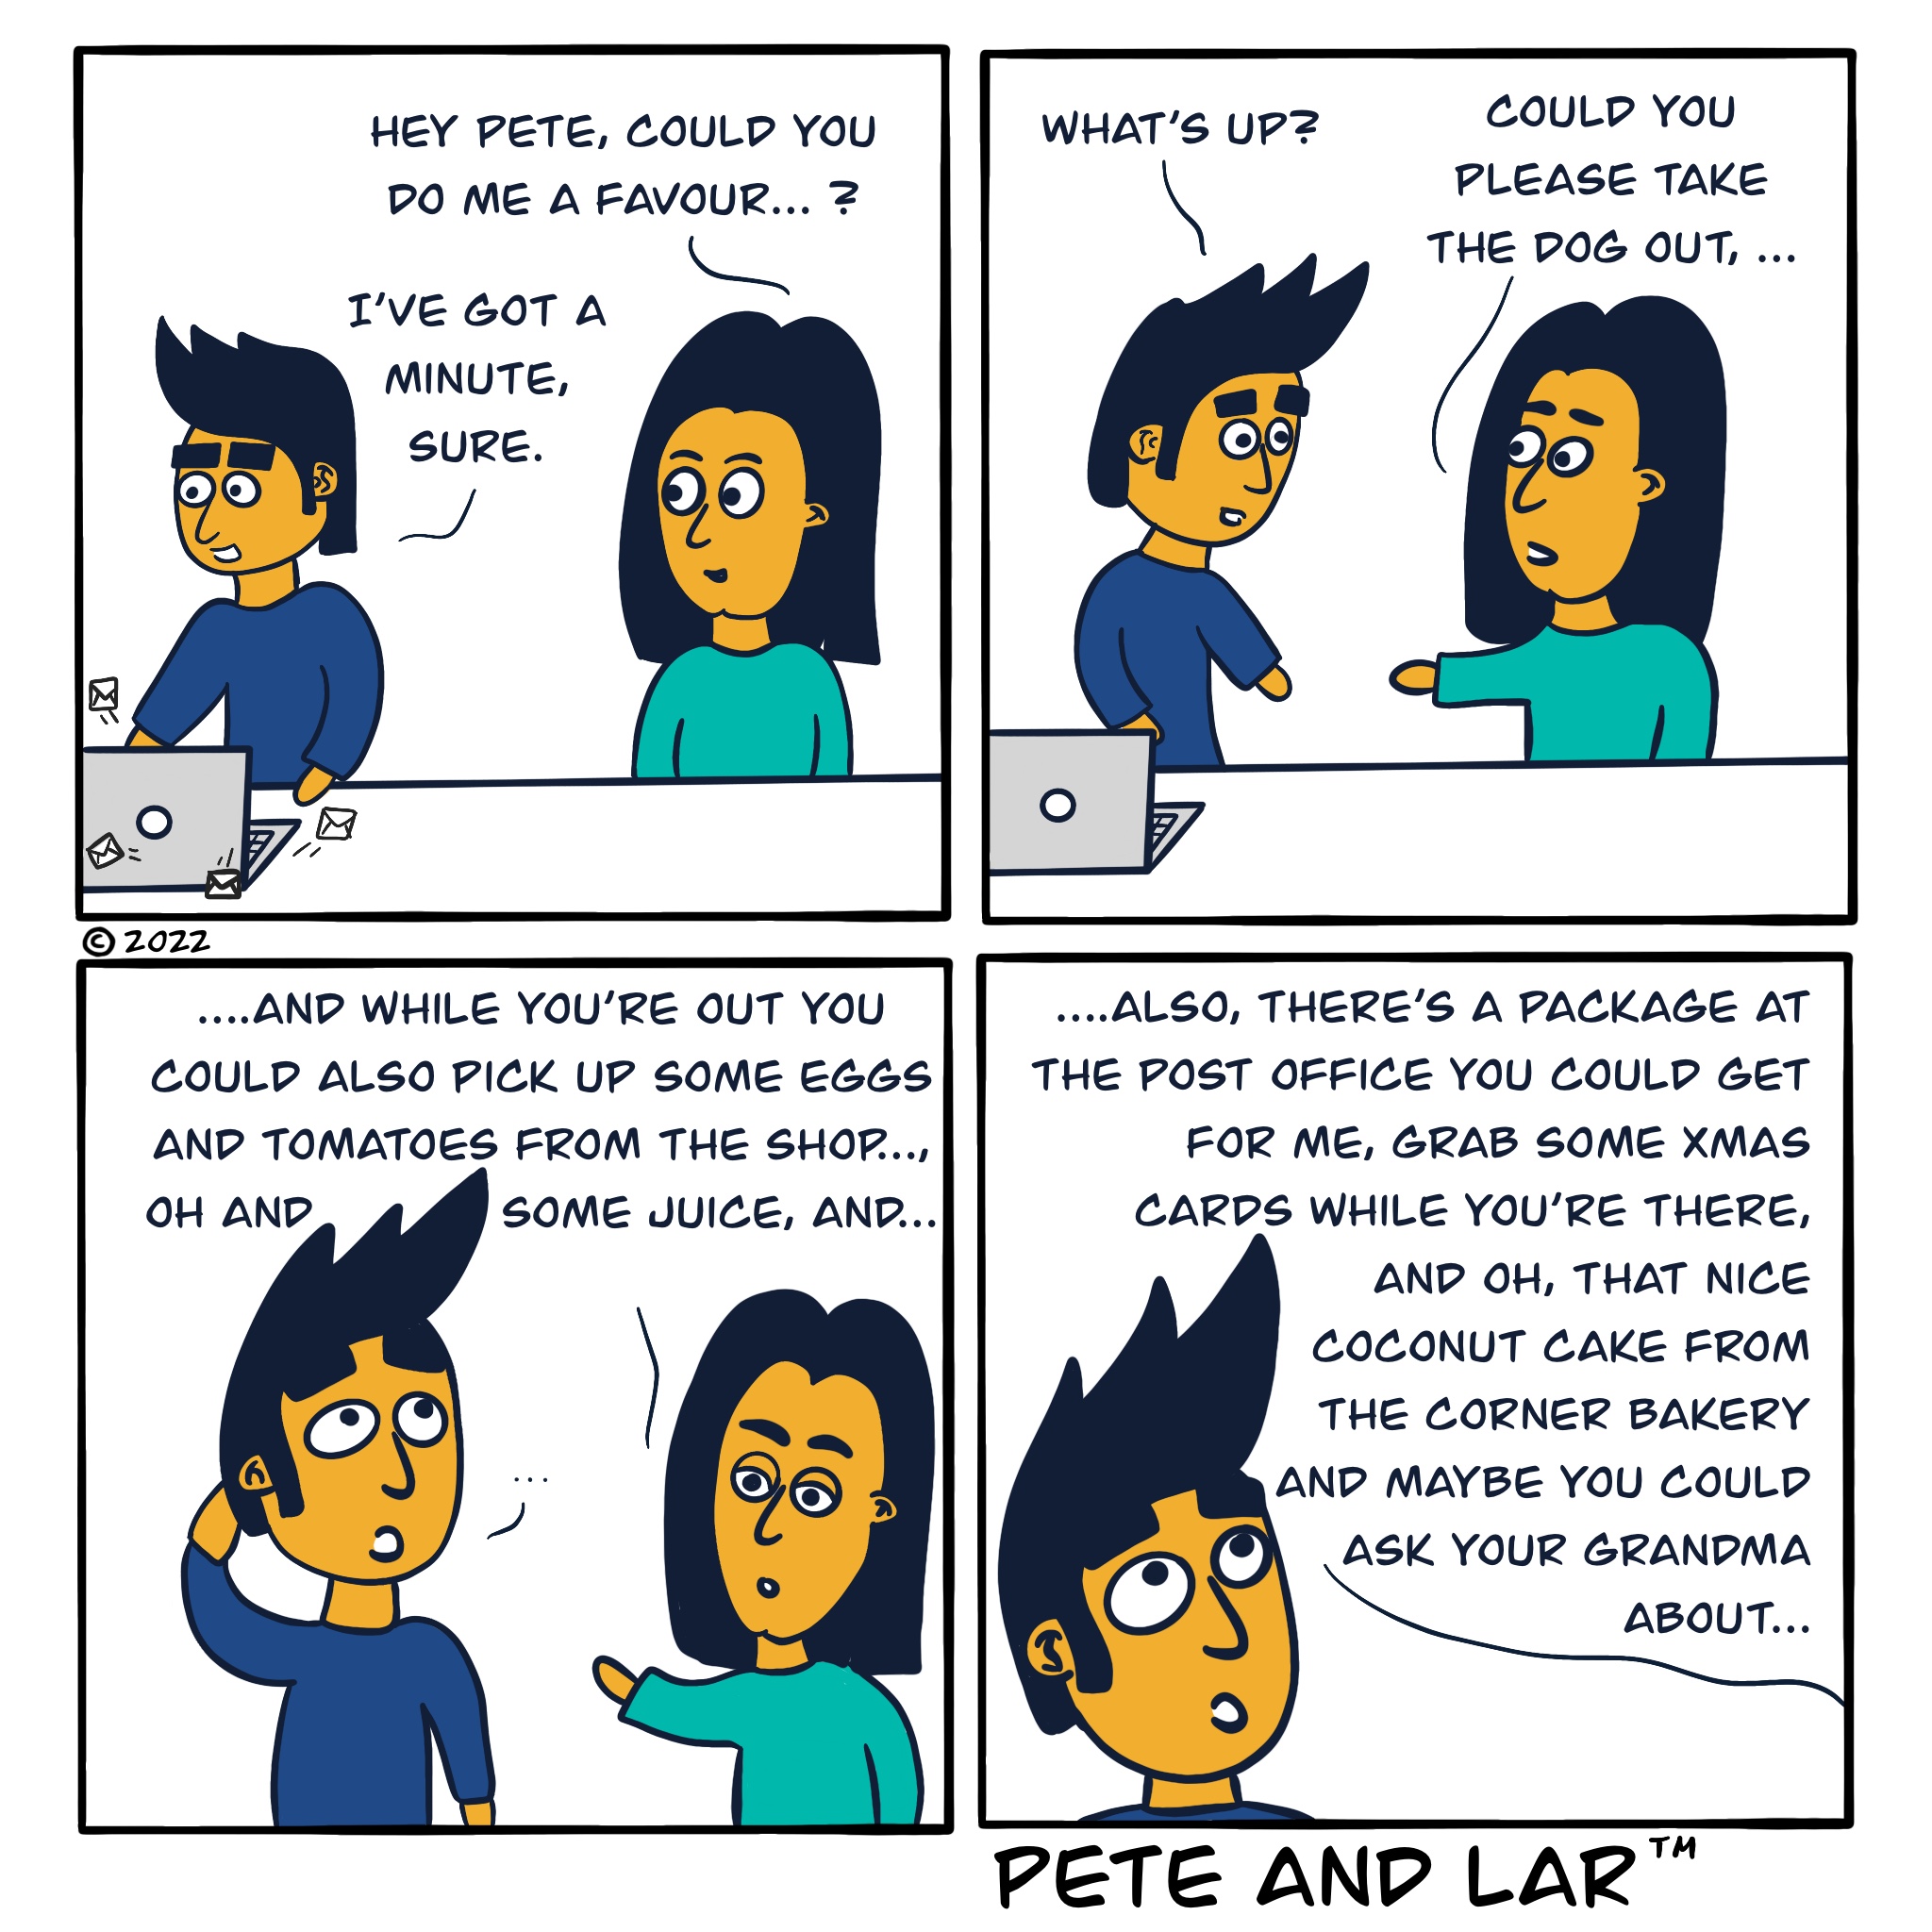 HEY PETE, COULD YOU
DO ME A FAVOUR... ?
I'VE GOT A
MINUTE,
SURE.
WHAT'S UP?
COULD YOU
PLEASE TAKE
THE DOG OUT, ...
© 2022
....AND WHILE YOU'RE OUT YOU
COULD ALSO PICK UP SOME EGGS
AND TOMATOES FROM THE SHOP...,
OH AND SOME JUICE, AND...
...
....ALSO, THERE'S A PACKAGE AT
THE POST OFFICE YOU COULD GET
FOR ME, GRAB SOME XMAS
CARDS WHILE YOU'RE THERE,
AND OH, THAT NICE
COCONUT CAKE FROM
THE CORNER BAKERY
AND MAYBE YOU COULD
ASK YOUR GRANDMA
ABOUT...
PETE AND LAR™